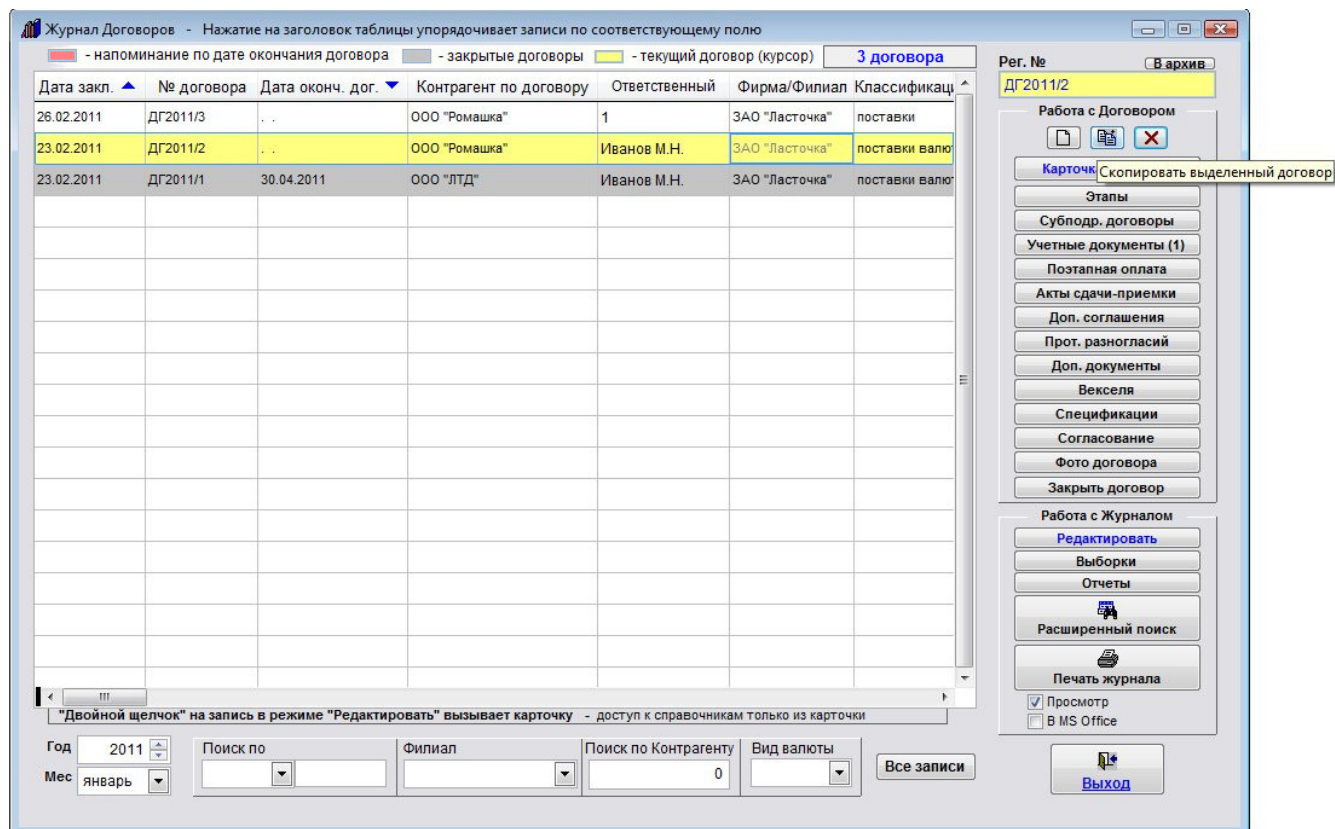 Журнал Договоров - Нажатие на заголовок таблицы упорядочивает записи по соответствующему полю
- напоминание по дате окончания договора - закрытые договоры - текущий договор (курсор) 3 договора
Дата закл. № договора Дата оконч. дог. Контрагент по договору Ответственный Фирма/Филиал Классификаци
26.02.2011 ДГ2011/3 . . ООО "Ромашка" 1 ЗАО "Ласточка" поставки
23.02.2011 ДГ2011/2 . . ООО "Ромашка" Иванов М.Н. ЗАО "Ласточка" поставки валют
23.02.2011 ДГ2011/1 30.04.2011 ООО "ЛТД" Иванов М.Н. ЗАО "Ласточка" поставки валют
"Двойной щелчок" на запись в режиме "Редактировать" вызывает карточку - доступ к справочникам только из карточки
Год 2011
Мес январь
Поиск по
Филиал
Поиск по Контрагенту
0
Вид валюты
Все записи
Рег. № В архив
ДГ2011/2
Работа с Договором
Карточк
Скопировать выделенный договор
Этапы
Субподр. договоры
Учетные документы (1)
Поэтапная оплата
Акты сдачи-приемки
Доп. соглашения
Прот. разногласий
Доп. документы
Векселя
Спецификации
Согласование
Фото договора
Закрыть договор
Работа с Журналом
Редактировать
Выборки
Отчеты
Расширенный поиск
Печать журнала
Просмотр
В MS Office
Выход